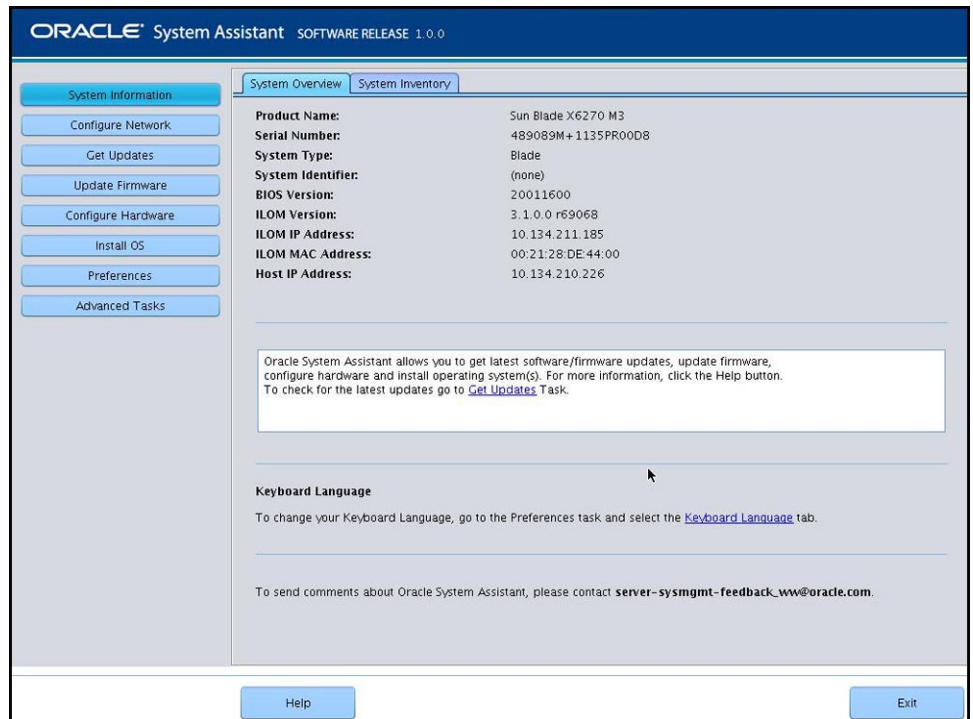 ORACLE System Assistant SOFTWARE RELEASE 1.0.0
System Information
Configure Network
Get Updates
Update Firmware
Configure Hardware
Install OS
Preferences
Advanced Tasks
System Overview System Inventory
Product Name: Sun Blade X6270 M3
Serial Number: 489089M+1135PR00D8
System Type: Blade
System Identifier: (none)
BIOS Version: 20011600
ILOM Version: 3.1.0.0 r69068
ILOM IP Address: 10.134.211.185
ILOM MAC Address: 00:21:28:DE:44:00
Host IP Address: 10.134.210.226
Oracle System Assistant allows you to get latest software/firmware updates, update firmware,
configure hardware and install operating system(s). For more information, click the Help button.
To check for the latest updates go to Get Updates Task.
Keyboard Language
To change your Keyboard Language, go to the Preferences task and select the Keyboard Language tab.
To send comments about Oracle System Assistant, please contact server-sysmgmt-feedback_ww@oracle.com.
Help
Exit